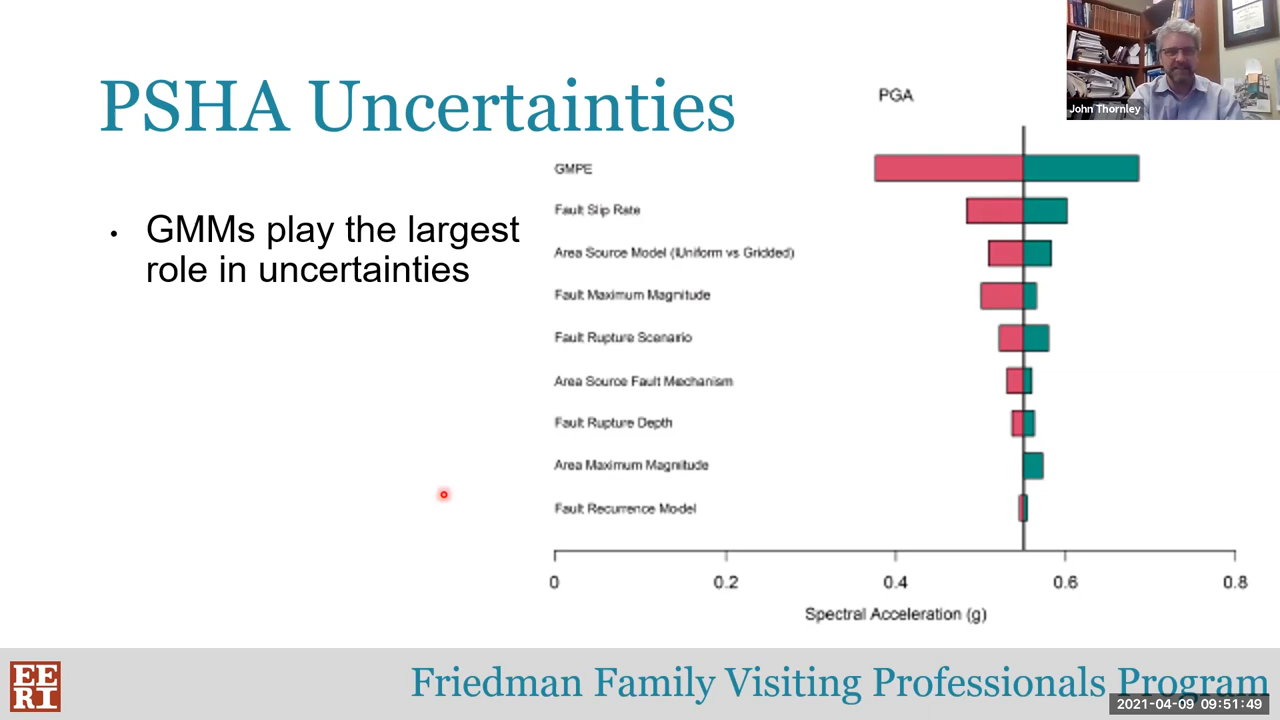 PSHA Uncertainties
• GMMs play the largest
role in uncertainties
PGA
GMPE
Fault Slip Rate
Area Source Model (Uniform vs Gridded)
Fault Maximum Magnitude
Fault Rupture Scenario
Area Source Fault Mechanism
Fault Rupture Depth
Area Maximum Magnitude
Fault Recurrence Model
0 0.2 0.4 0.6 0.8
Spectral Acceleration (g)
John Thornley
EE
RI
Friedman Family Visiting Professionals Program
2021-04-09 09:51:49